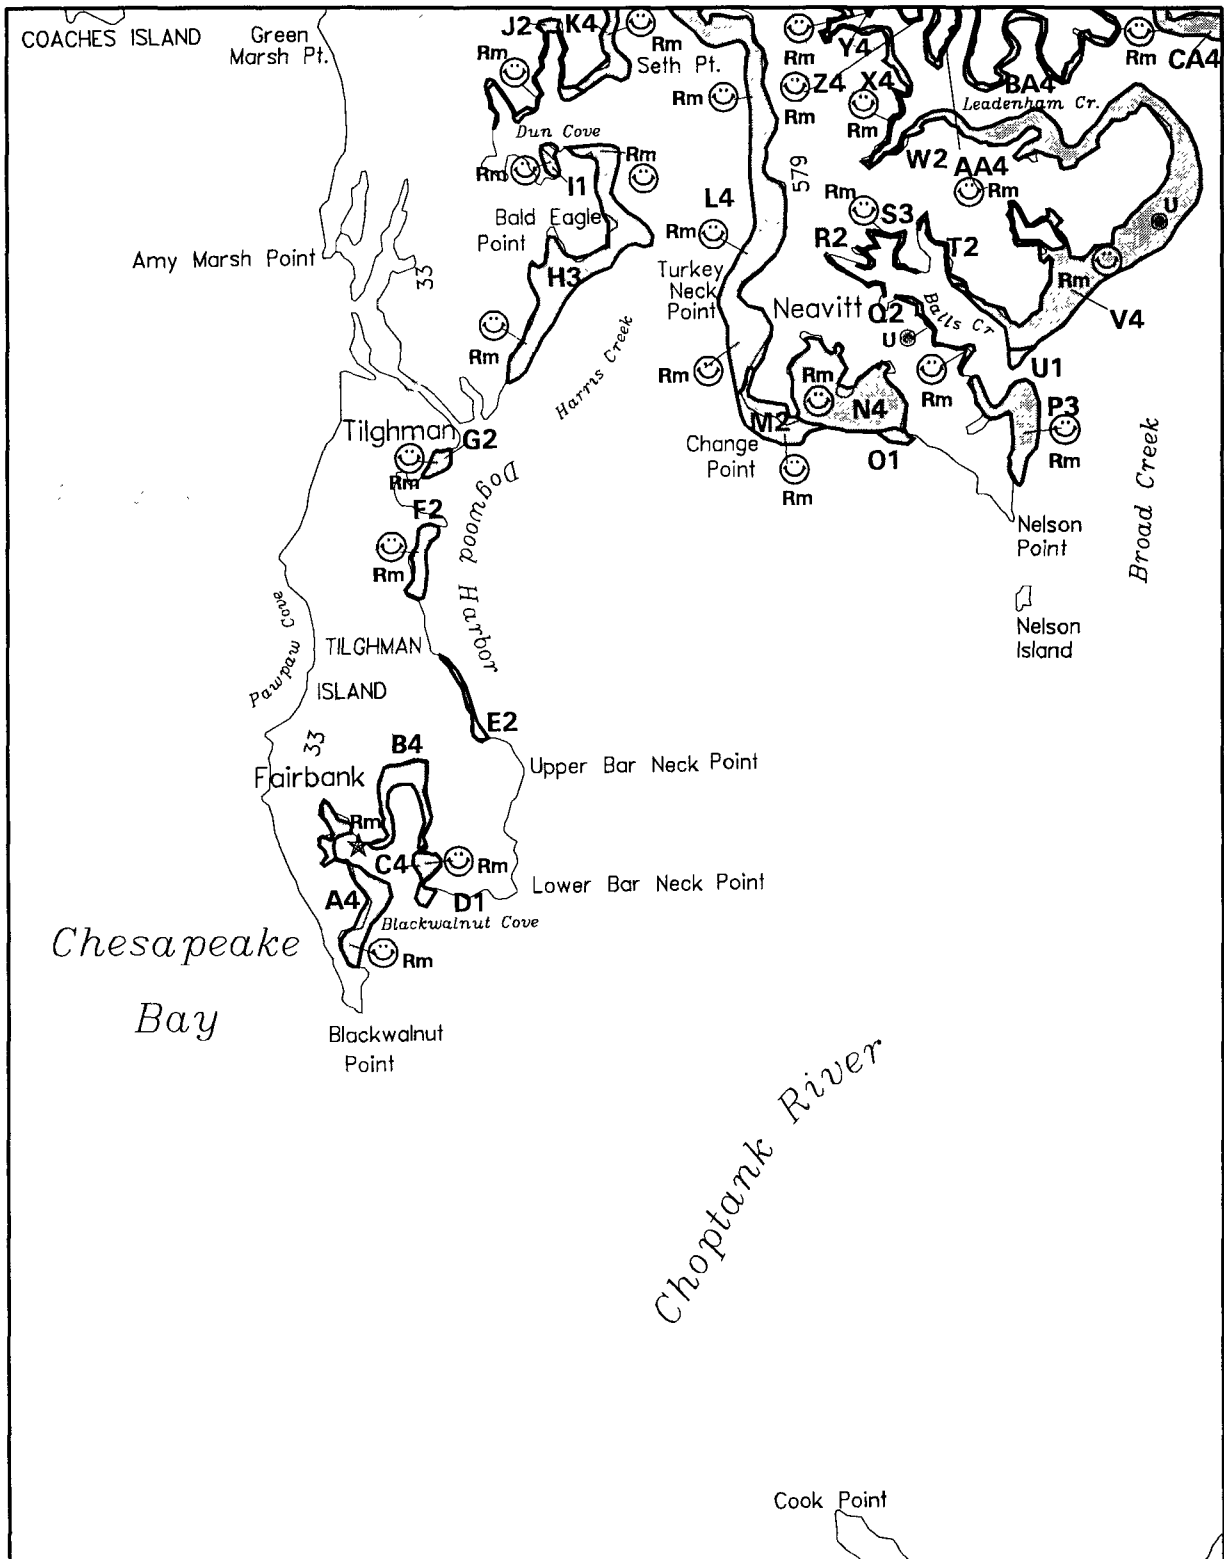 COACHES ISLAND
Green
Marsh Pt.
J2
K4
Rm
Rm
Seth Pt.
Rm
Rm
Y4
Z4
X4
Rm
Rm
BA4
Leadenham Cr.
Rm
CA4
Dun Cove
Rm
I1
Rm
W2
AA4
Rm
579
L4
Rm
Rm
S3
R2
T2
U
Bald Eagle
Point
Amy Marsh Point
33
H3
Turkey
Neck
Point
Neavitt
Q2
Balls Cr
U
Rm
V4
Rm
Harris Creek
Rm
Rm
Rm
U1
N4
P3
Rm
Tilghman
G2
Rm
M2
Change
Point
O1
Rm
F2
Rm
Dogwood Harbor
Nelson
Point
Broad Creek
Nelson
Island
Pawpaw Cove
TILGHMAN
ISLAND
E2
33
B4
Fairbank
Upper Bar Neck Point
Rm
C4
Rm
A4
D1
Lower Bar Neck Point
Blackwalnut Cove
Rm
Chesapeake
Bay
Blackwalnut
Point
Choptank River
Cook Point